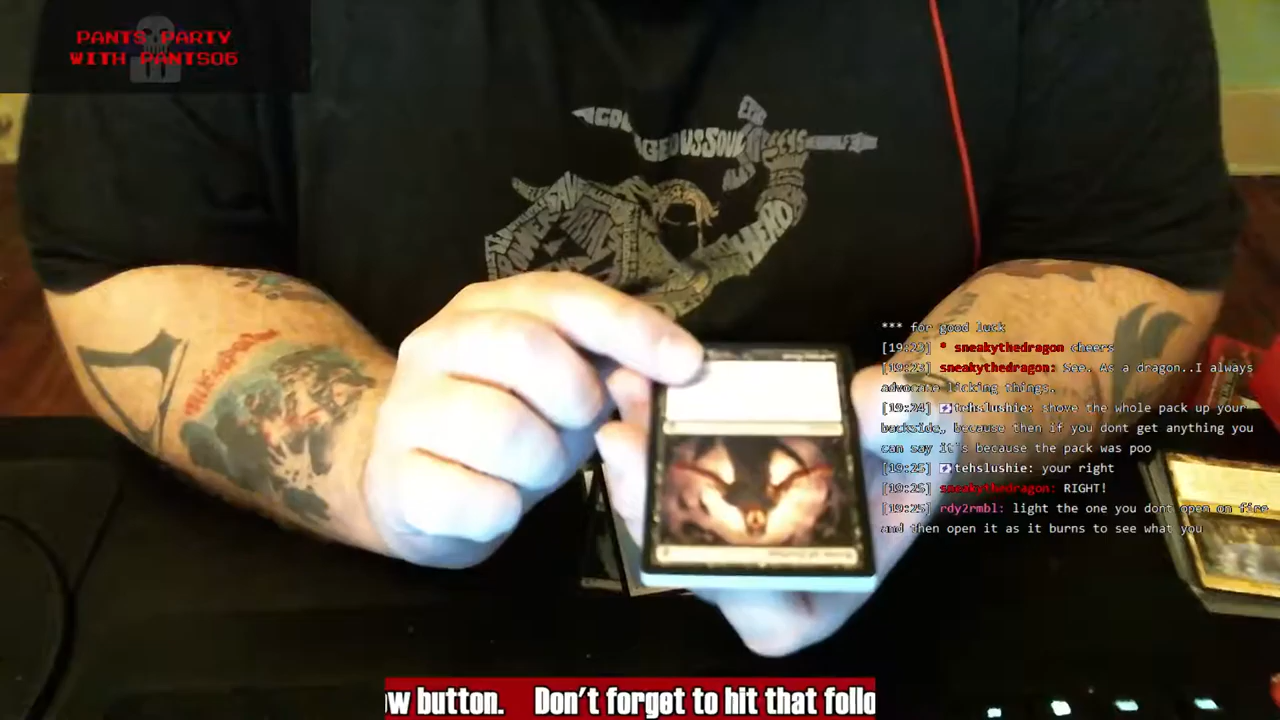 PANTS PARTY
WITH PANTS06
EPIC
HERO
*** for good luck
[19:23] * sneakythedragon cheers
[19:23] sneakythedragon: See. As a dragon..I always
advocate licking things.
[19:24] tehslushie: shove the whole pack up your
backside, because then if you dont get anything you
can say it's because the pack was poo
[19:25] tehslushie: your right
[19:25] sneakythedragon: RIGHT!
[19:25] rdy2rmbl: light the one you dont open on fire
and then open it as it burns to see what you
ow button. Don't forget to hit that follo